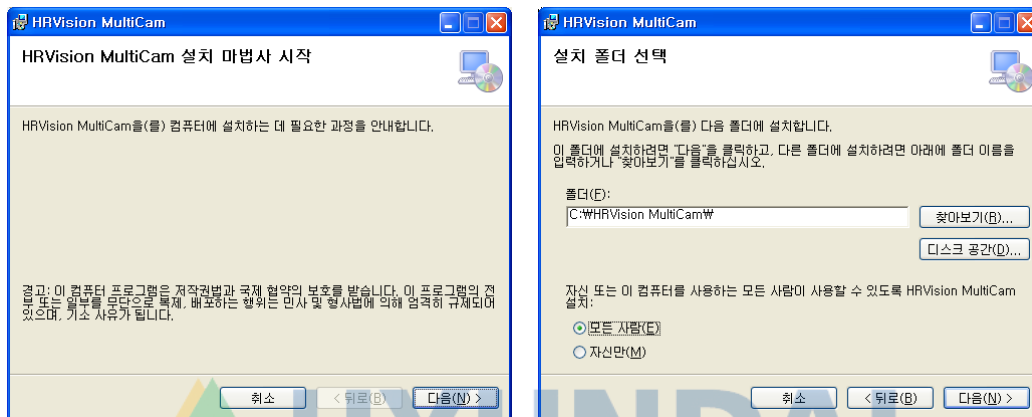 HRVision MultiCam
HRVision MultiCam 설치 마법사 시작
HRVision MultiCam을(를) 컴퓨터에 설치하는 데 필요한 과정을 안내합니다.
경고: 이 컴퓨터 프로그램은 저작권법과 국제 협약의 보호를 받습니다. 이 프로그램의 전
부 또는 일부를 무단으로 복제, 배포하는 행위는 민사 및 형사법에 의해 엄격히 규제되어
있으며, 기소 사유가 됩니다.
취소
< 뒤로(B)
다음(N) >
HRVision MultiCam
설치 폴더 선택
HRVision MultiCam을(를) 다음 폴더에 설치합니다.
이 폴더에 설치하려면 "다음"을 클릭하고, 다른 폴더에 설치하려면 아래에 폴더 이름을
입력하거나 "찾아보기"를 클릭하십시오.
폴더(F):
C:₩HRVision MultiCam₩
찾아보기(R)...
디스크 공간(D)...
자신 또는 이 컴퓨터를 사용하는 모든 사람이 사용할 수 있도록 HRVision MultiCam
설치:
모든 사람(E)
자신만(M)
취소
< 뒤로(B)
다음(N) >